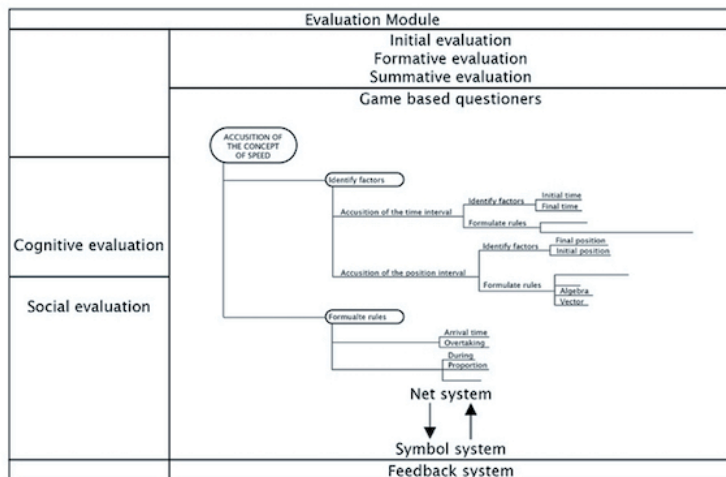 Evaluation Module
Initial evaluation
Formative evaluation
Summative evaluation
Game based questioners
ACCUSITION OF
THE CONCEPT
OF SPEED
Identify factors
Accusition of the time interval
Identify factors
Initial time
Final time
Formulate rules
Accusition of the position interval
Identify factors
Final position
Initial position
Formulate rules
Algebra
Vector
Formualte rules
Arrival time
Overtaking
During
Proportion
Net system
Symbol system
Cognitive evaluation
Social evaluation
Feedback system